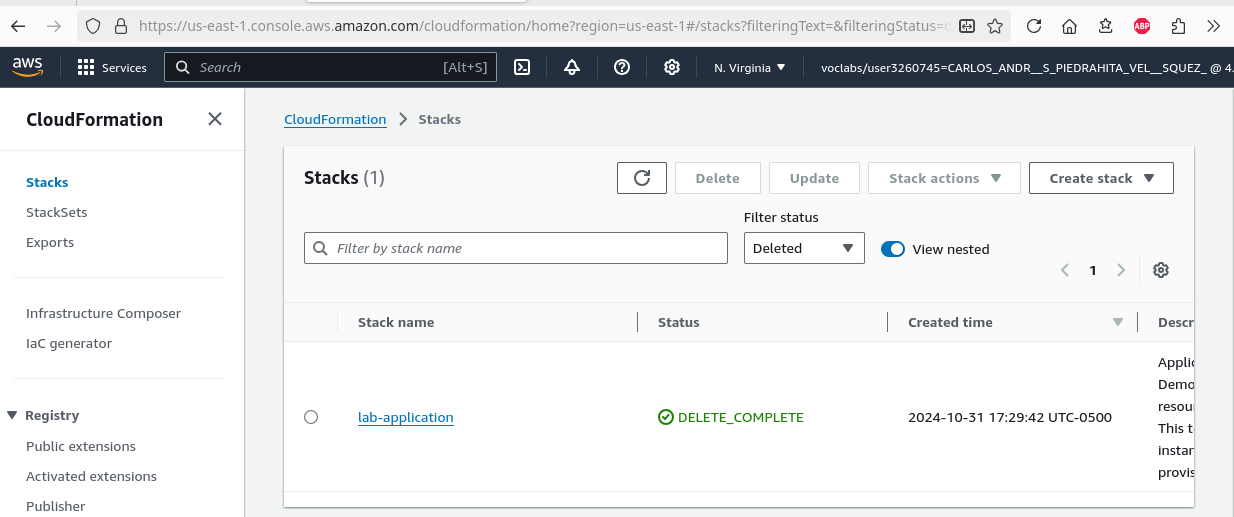 https://us-east-1.console.aws.amazon.com/cloudformation/home?region=us-east-1#/stacks?filteringText=&filteringStatus=
ABP
aws
Services
Search [Alt+S]
N. Virginia
voclabs/user3260745=CARLOS_ANDR__S_PIEDRAHITA_VEL__SQUEZ_ @ 4
CloudFormation
Stacks
StackSets
Exports
Infrastructure Composer
IaC generator
Registry
Public extensions
Activated extensions
Publisher
CloudFormation > Stacks
Stacks (1)
Delete
Update
Stack actions
Create stack
Filter status
Filter by stack name
Deleted
View nested
1
Stack name
Status
Created time
Descr
lab-application
DELETE_COMPLETE
2024-10-31 17:29:42 UTC-0500
Applic
Demo
resou
This t
instan
provis